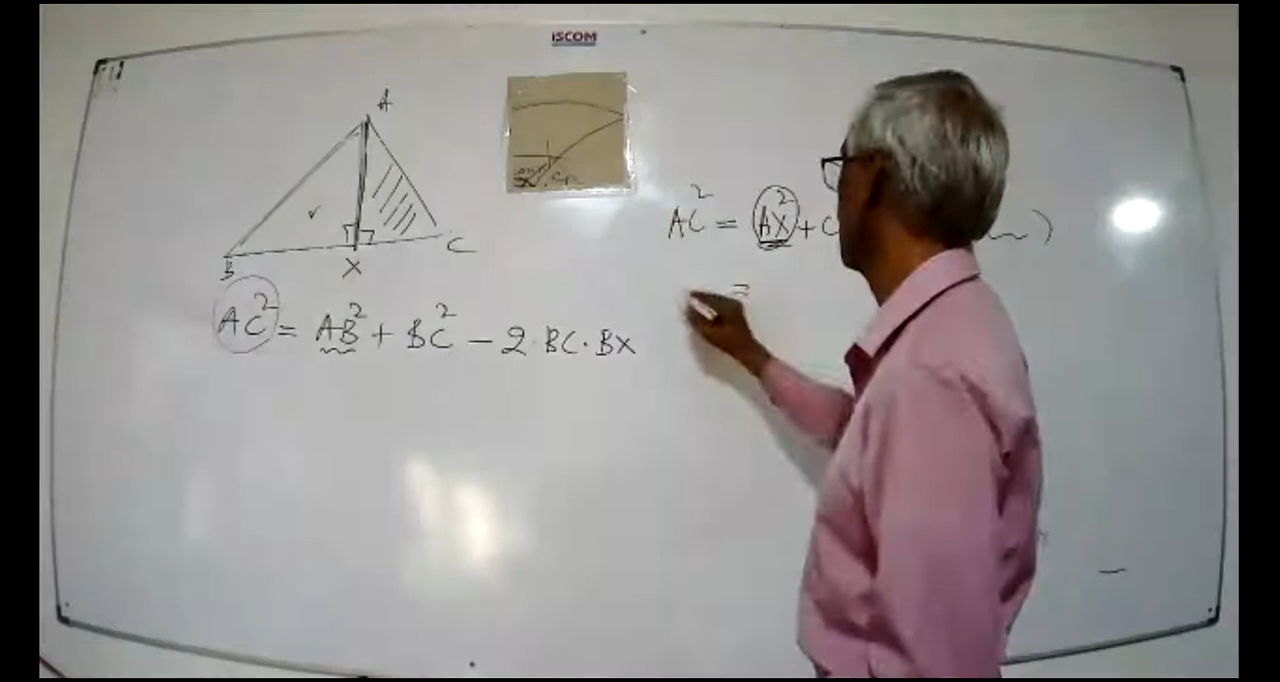 iSCOM
A
B
X
C
AC² = AX² + C )
=
AC² = AB² + BC² – 2 · BC · BX